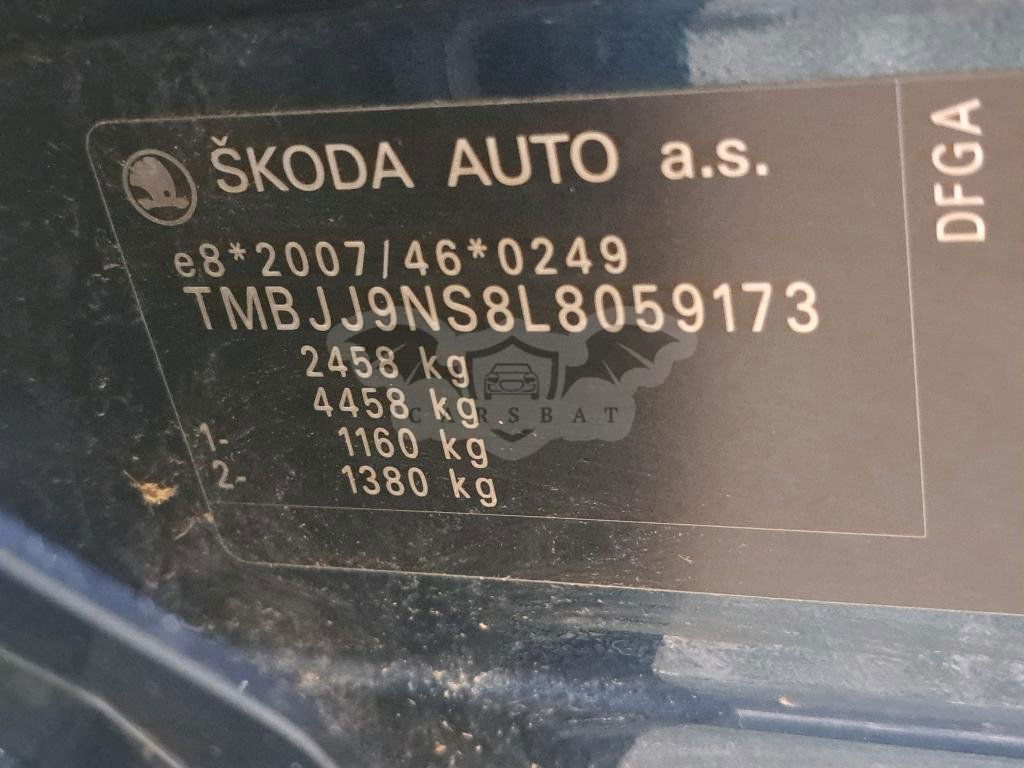 ŠKODA AUTO a.s.
e8*2007/46*0249
TMBJJ9NS8L8059173
2458 kg
4458 kg
1- 1160 kg
2- 1380 kg
DFGA
CARSBAT